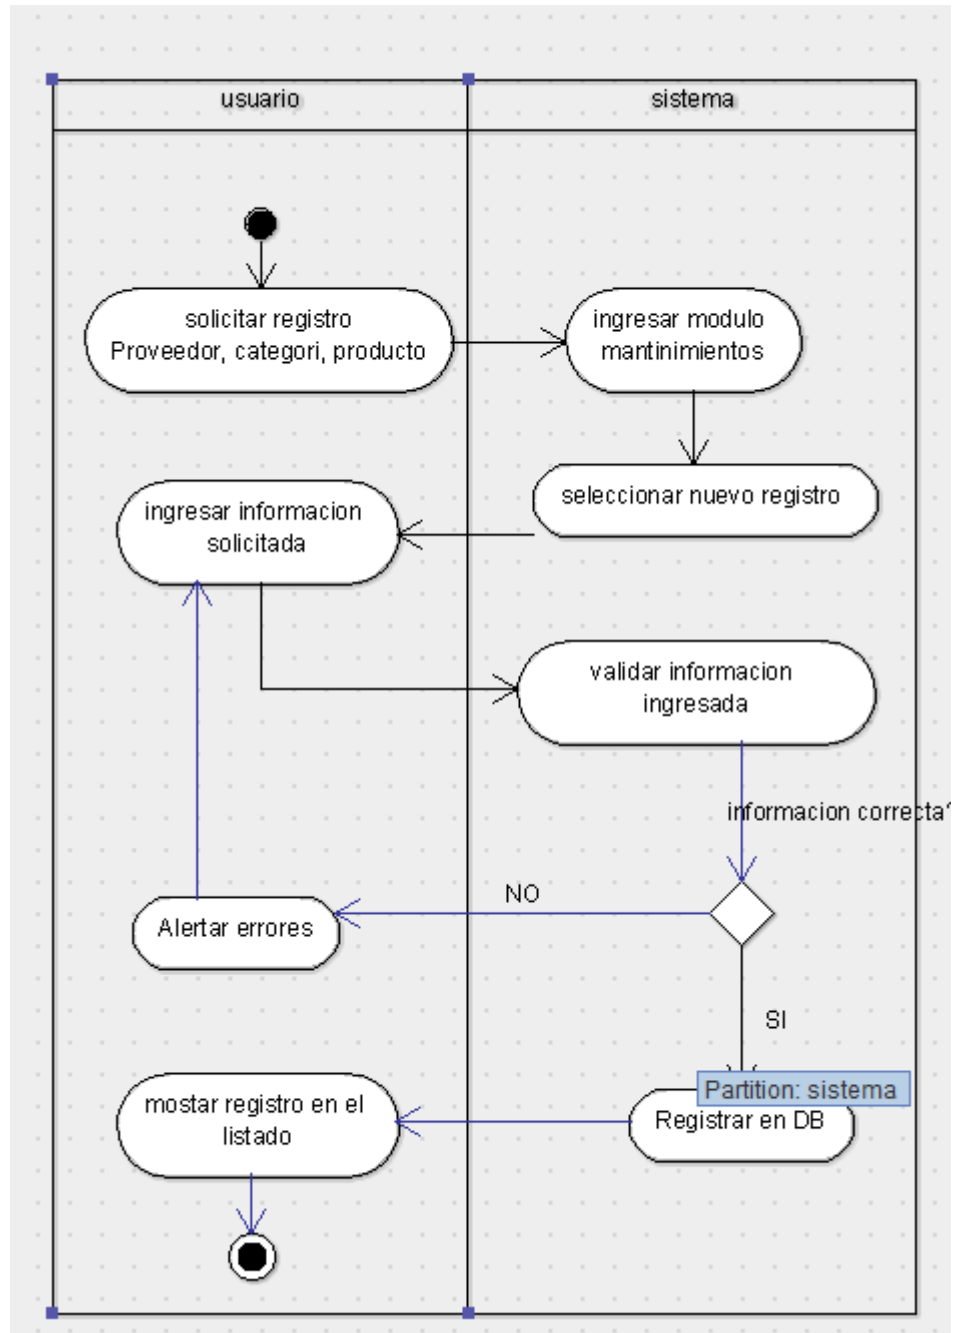 usuario
sistema
solicitar registro
Proveedor, categori, producto
ingresar modulo
mantinimientos
seleccionar nuevo registro
ingresar informacion
solicitada
validar informacion
ingresada
informacion correcta?
NO
Alertar errores
SI
Partition: sistema
mostar registro en el
listado
Registrar en DB